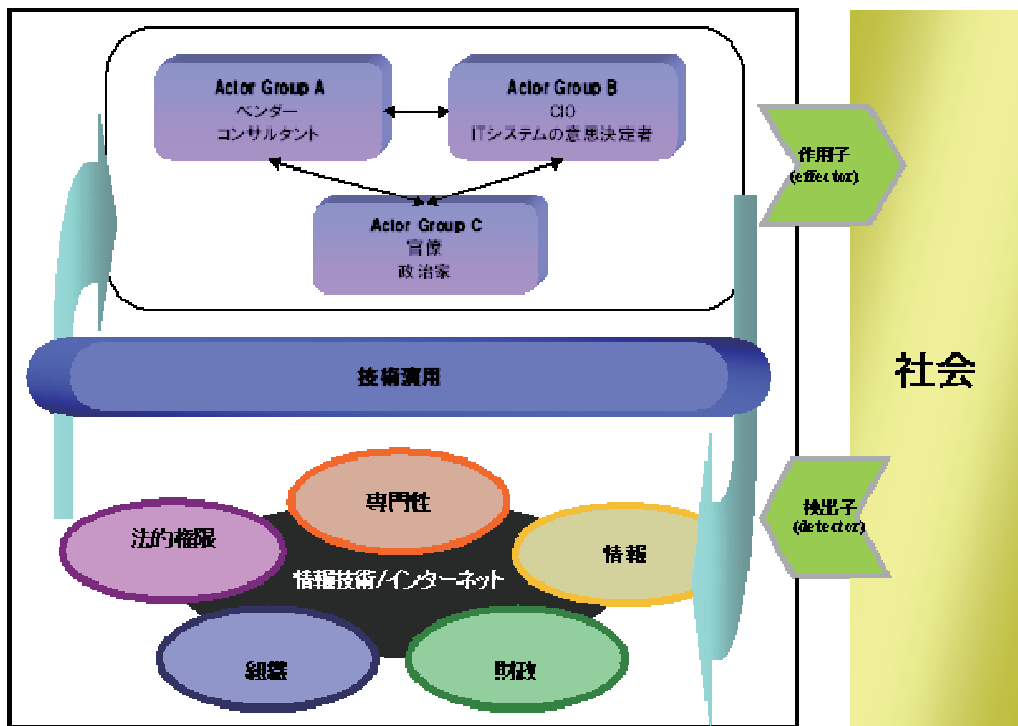 Actor Group A
ベンダー
コンサルタント
Actor Group B
CIO
ITシステムの意思決定者
Actor Group C
官僚
政治家
作用子
(effector)
技術濱用
社会
検出子
(detector)
専門性
法的権限
情報
情報技術/インターネット
組織
財政